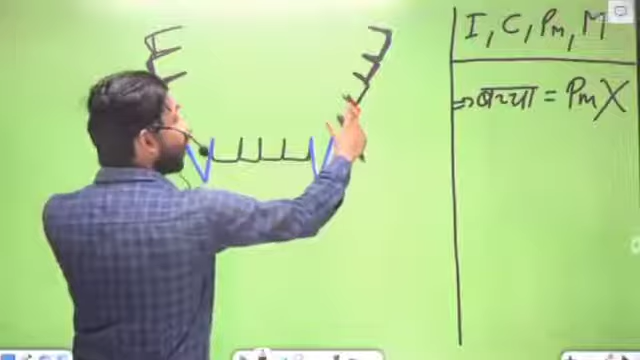 I, C, Pm, M
⇒ बच्चा = Pm X